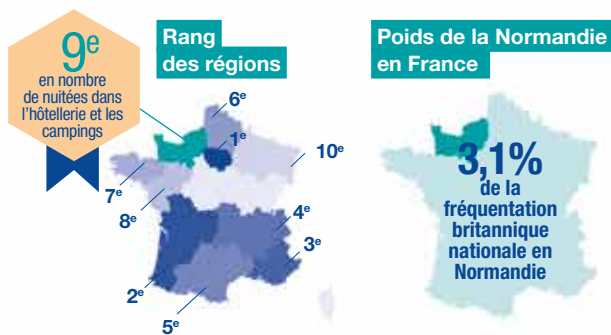 9e
en nombre
de nuitées dans
l'hôtellerie et les
campings
Rang
des régions
6e
1e
10e
7e
8e
4e
3e
2e
5e
Poids de la Normandie
en France
3,1%
de la
fréquentation
britannique
nationale en
Normandie